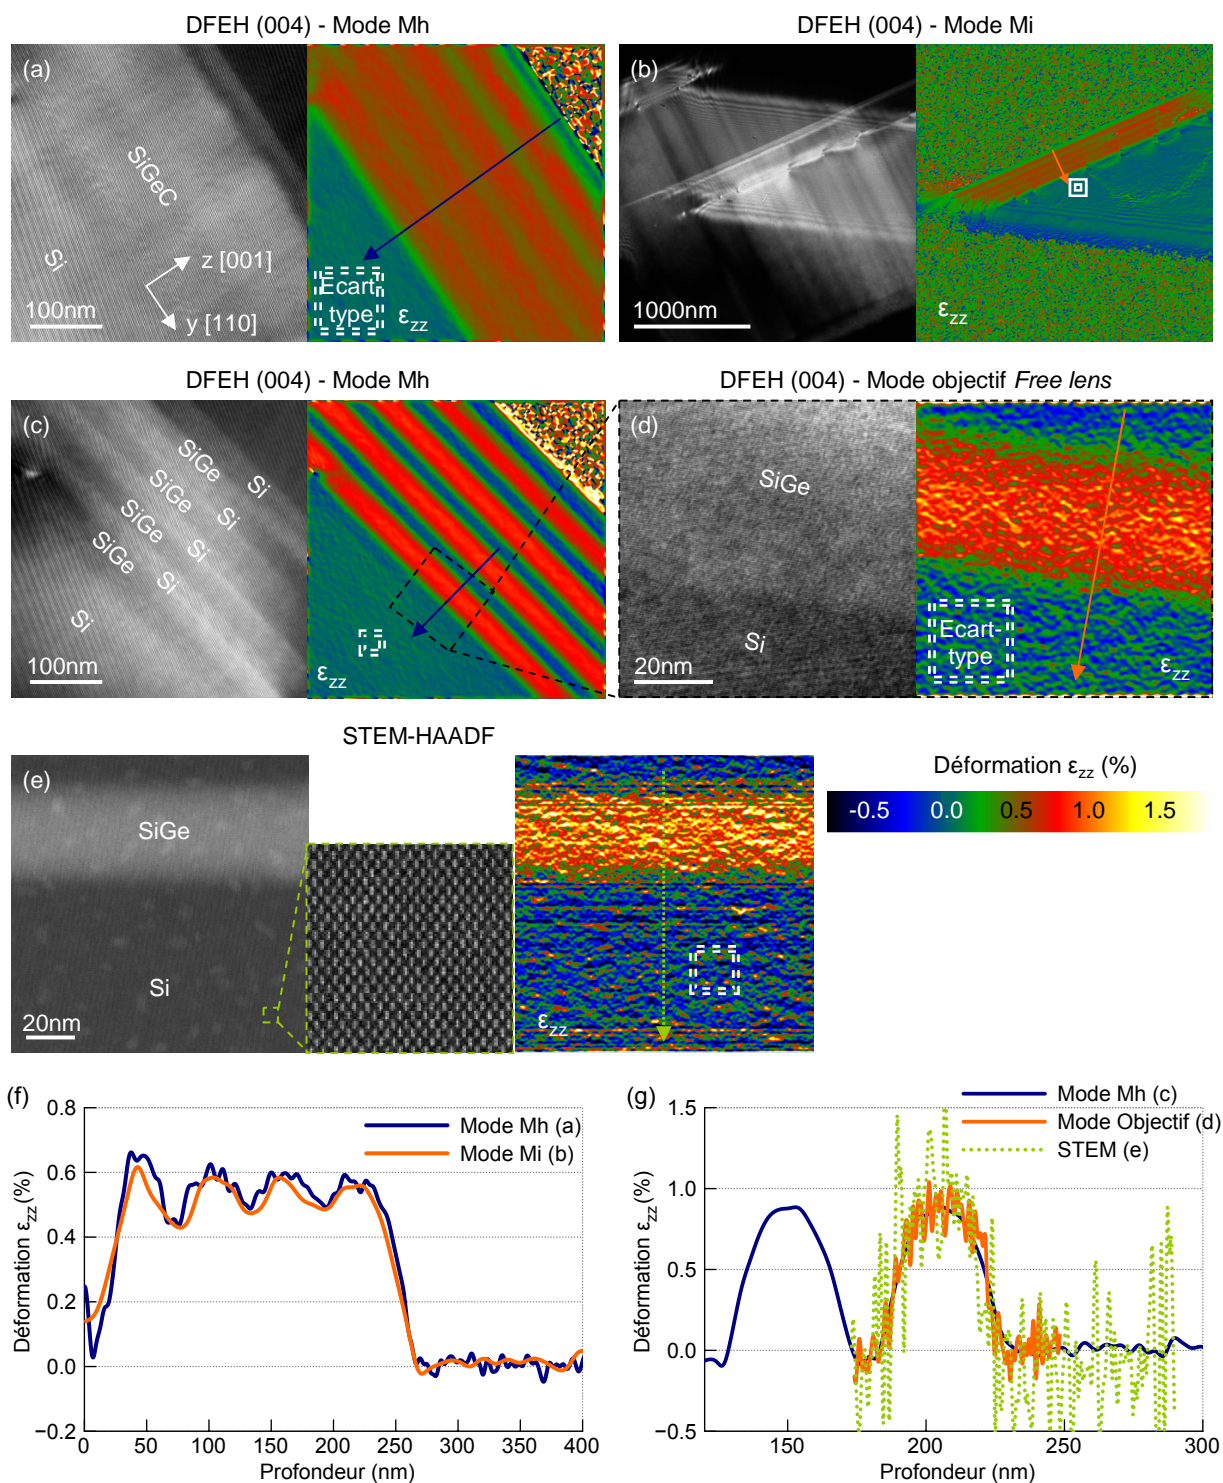 DFEH (004) - Mode Mh
DFEH (004) - Mode Mi
(a)
SiGeC
Si
z [001]
y [110]
100nm
Ecart-
type
εzz
(b)
1000nm
εzz
DFEH (004) - Mode Mh
DFEH (004) - Mode objectif Free lens
(c)
SiGe
Si
SiGe
Si
SiGe
Si
SiGe
Si
Si
100nm
εzz
(d)
SiGe
Si
20nm
Ecart-
type
εzz
STEM-HAADF
(e)
SiGe
Si
20nm
εzz
Déformation εzz (%)
-0.5 0.0 0.5 1.0 1.5
(f)
Mode Mh (a)
Mode Mi (b)
Déformation εzz (%)
0.8
0.6
0.4
0.2
0.0
−0.2
0 50 100 150 200 250 300 350 400
Profondeur (nm)
(g)
Mode Mh (c)
Mode Objectif (d)
STEM (e)
Déformation εzz (%)
1.5
1.0
0.5
0.0
−0.5
150 200 250 300
Profondeur (nm)